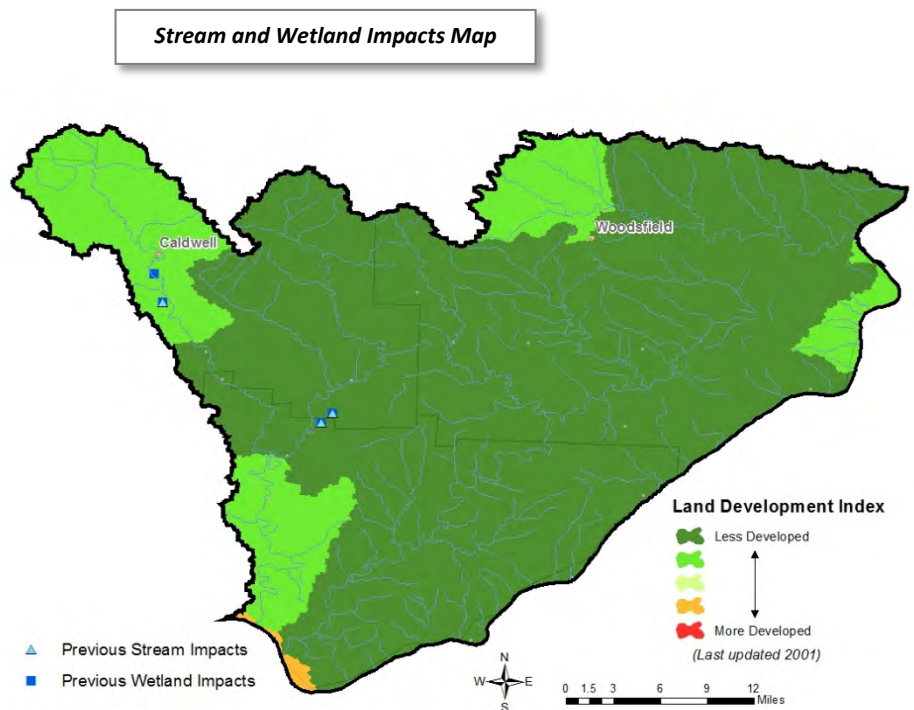 Stream and Wetland Impacts Map
Caldwell
Woodsfield
Land Development Index
Less Developed
More Developed
(Last updated 2001)
Previous Stream Impacts
Previous Wetland Impacts
N
W E
S
0 1.5 3 6 9 12
Miles